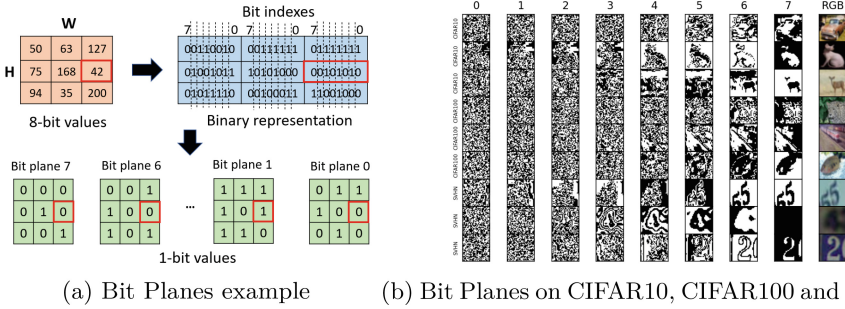 W
H
50 63 127
75 168 42
94 35 200
8-bit values
Bit indexes
7 0 7 0 7 0
00110010 00111111 01111111
01001011 10101000 00101010
01011110 00100011 11001000
Binary representation
Bit plane 7 Bit plane 6 Bit plane 1 Bit plane 0
0 0 0 0 0 1 1 1 1 0 1 1
0 1 0 1 0 0 ... 1 0 1 1 0 0
0 0 1 1 0 1 1 1 0 0 1 0
1-bit values
(a) Bit Planes example
0 1 2 3 4 5 6 7 RGB
CIFAR10
CIFAR10
CIFAR10
CIFAR100
CIFAR100
CIFAR100
SVHN
SVHN
SVHN
(b) Bit Planes on CIFAR10, CIFAR100 and